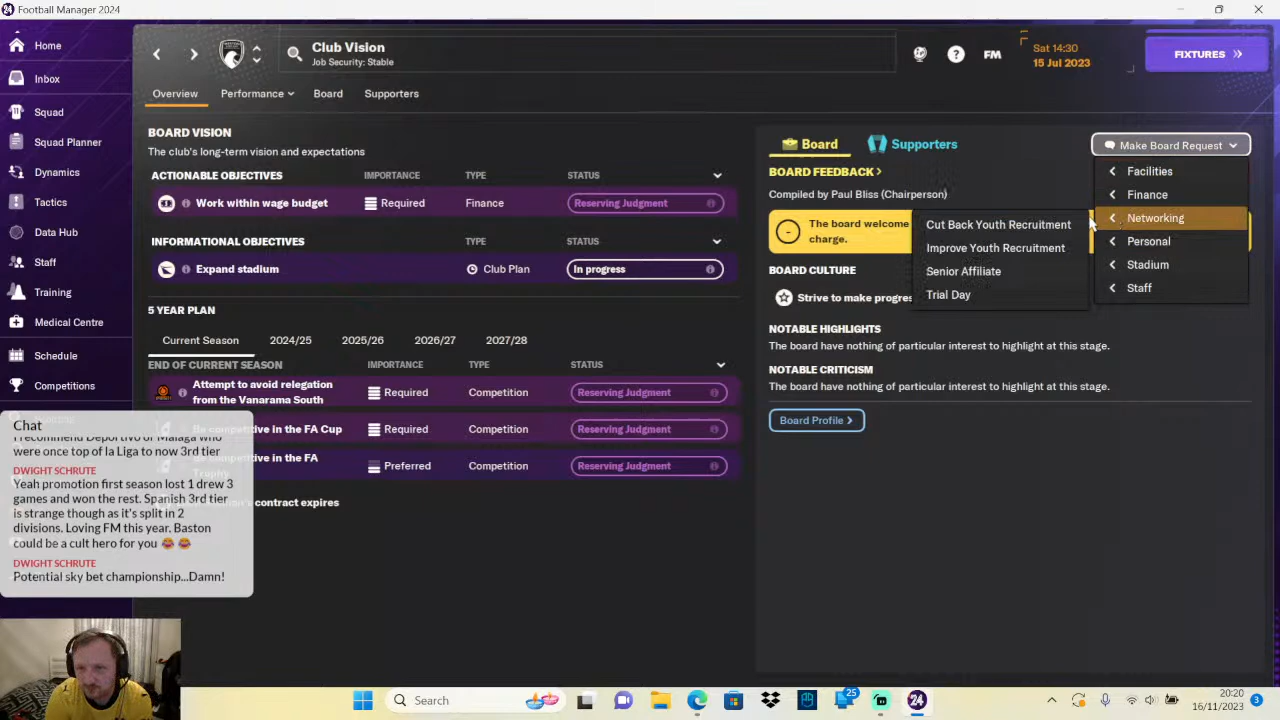 24 Football Manager 2024
Home
Inbox
Squad
Squad Planner
Dynamics
Tactics
Data Hub
Staff
Training
Medical Centre
Schedule
Competitions
Club Vision
Job Security: Stable
FM
Sat 14:30
15 Jul 2023
FIXTURES
Overview
Performance
Board
Supporters
BOARD VISION
The club's long-term vision and expectations
ACTIONABLE OBJECTIVES IMPORTANCE TYPE STATUS
Work within wage budget Required Finance Reserving Judgment
INFORMATIONAL OBJECTIVES TYPE STATUS
Expand stadium Club Plan In progress
5 YEAR PLAN
Current Season 2024/25 2025/26 2026/27 2027/28
END OF CURRENT SEASON IMPORTANCE TYPE STATUS
Attempt to avoid relegation
from the Vanarama South Required Competition Reserving Judgment
Be competitive in the FA Cup Required Competition Reserving Judgment
Be competitive in the FA
Trophy Preferred Competition Reserving Judgment
contract expires
Board Supporters
BOARD FEEDBACK
Compiled by Paul Bliss (Chairperson)
The board welcome
charge.
BOARD CULTURE
Strive to make progres
NOTABLE HIGHLIGHTS
The board have nothing of particular interest to highlight at this stage.
NOTABLE CRITICISM
The board have nothing of particular interest to highlight at this stage.
Board Profile
Make Board Request
Facilities
Finance
Networking
Personal
Stadium
Staff
Cut Back Youth Recruitment
Improve Youth Recruitment
Senior Affiliate
Trial Day
Chat
I recommend Deportivo or Malaga who
were once top of la Liga to now 3rd tier
DWIGHT SCHRUTE
Yeah promotion first season lost 1 drew 3
games and won the rest. Spanish 3rd tier
is strange though as it's split in 2
divisions. Loving FM this year, Baston
could be a cult hero for you 😂 😂
DWIGHT SCHRUTE
Potential sky bet championship...Damn!
Search
25
24
20:20
16/11/2023
3